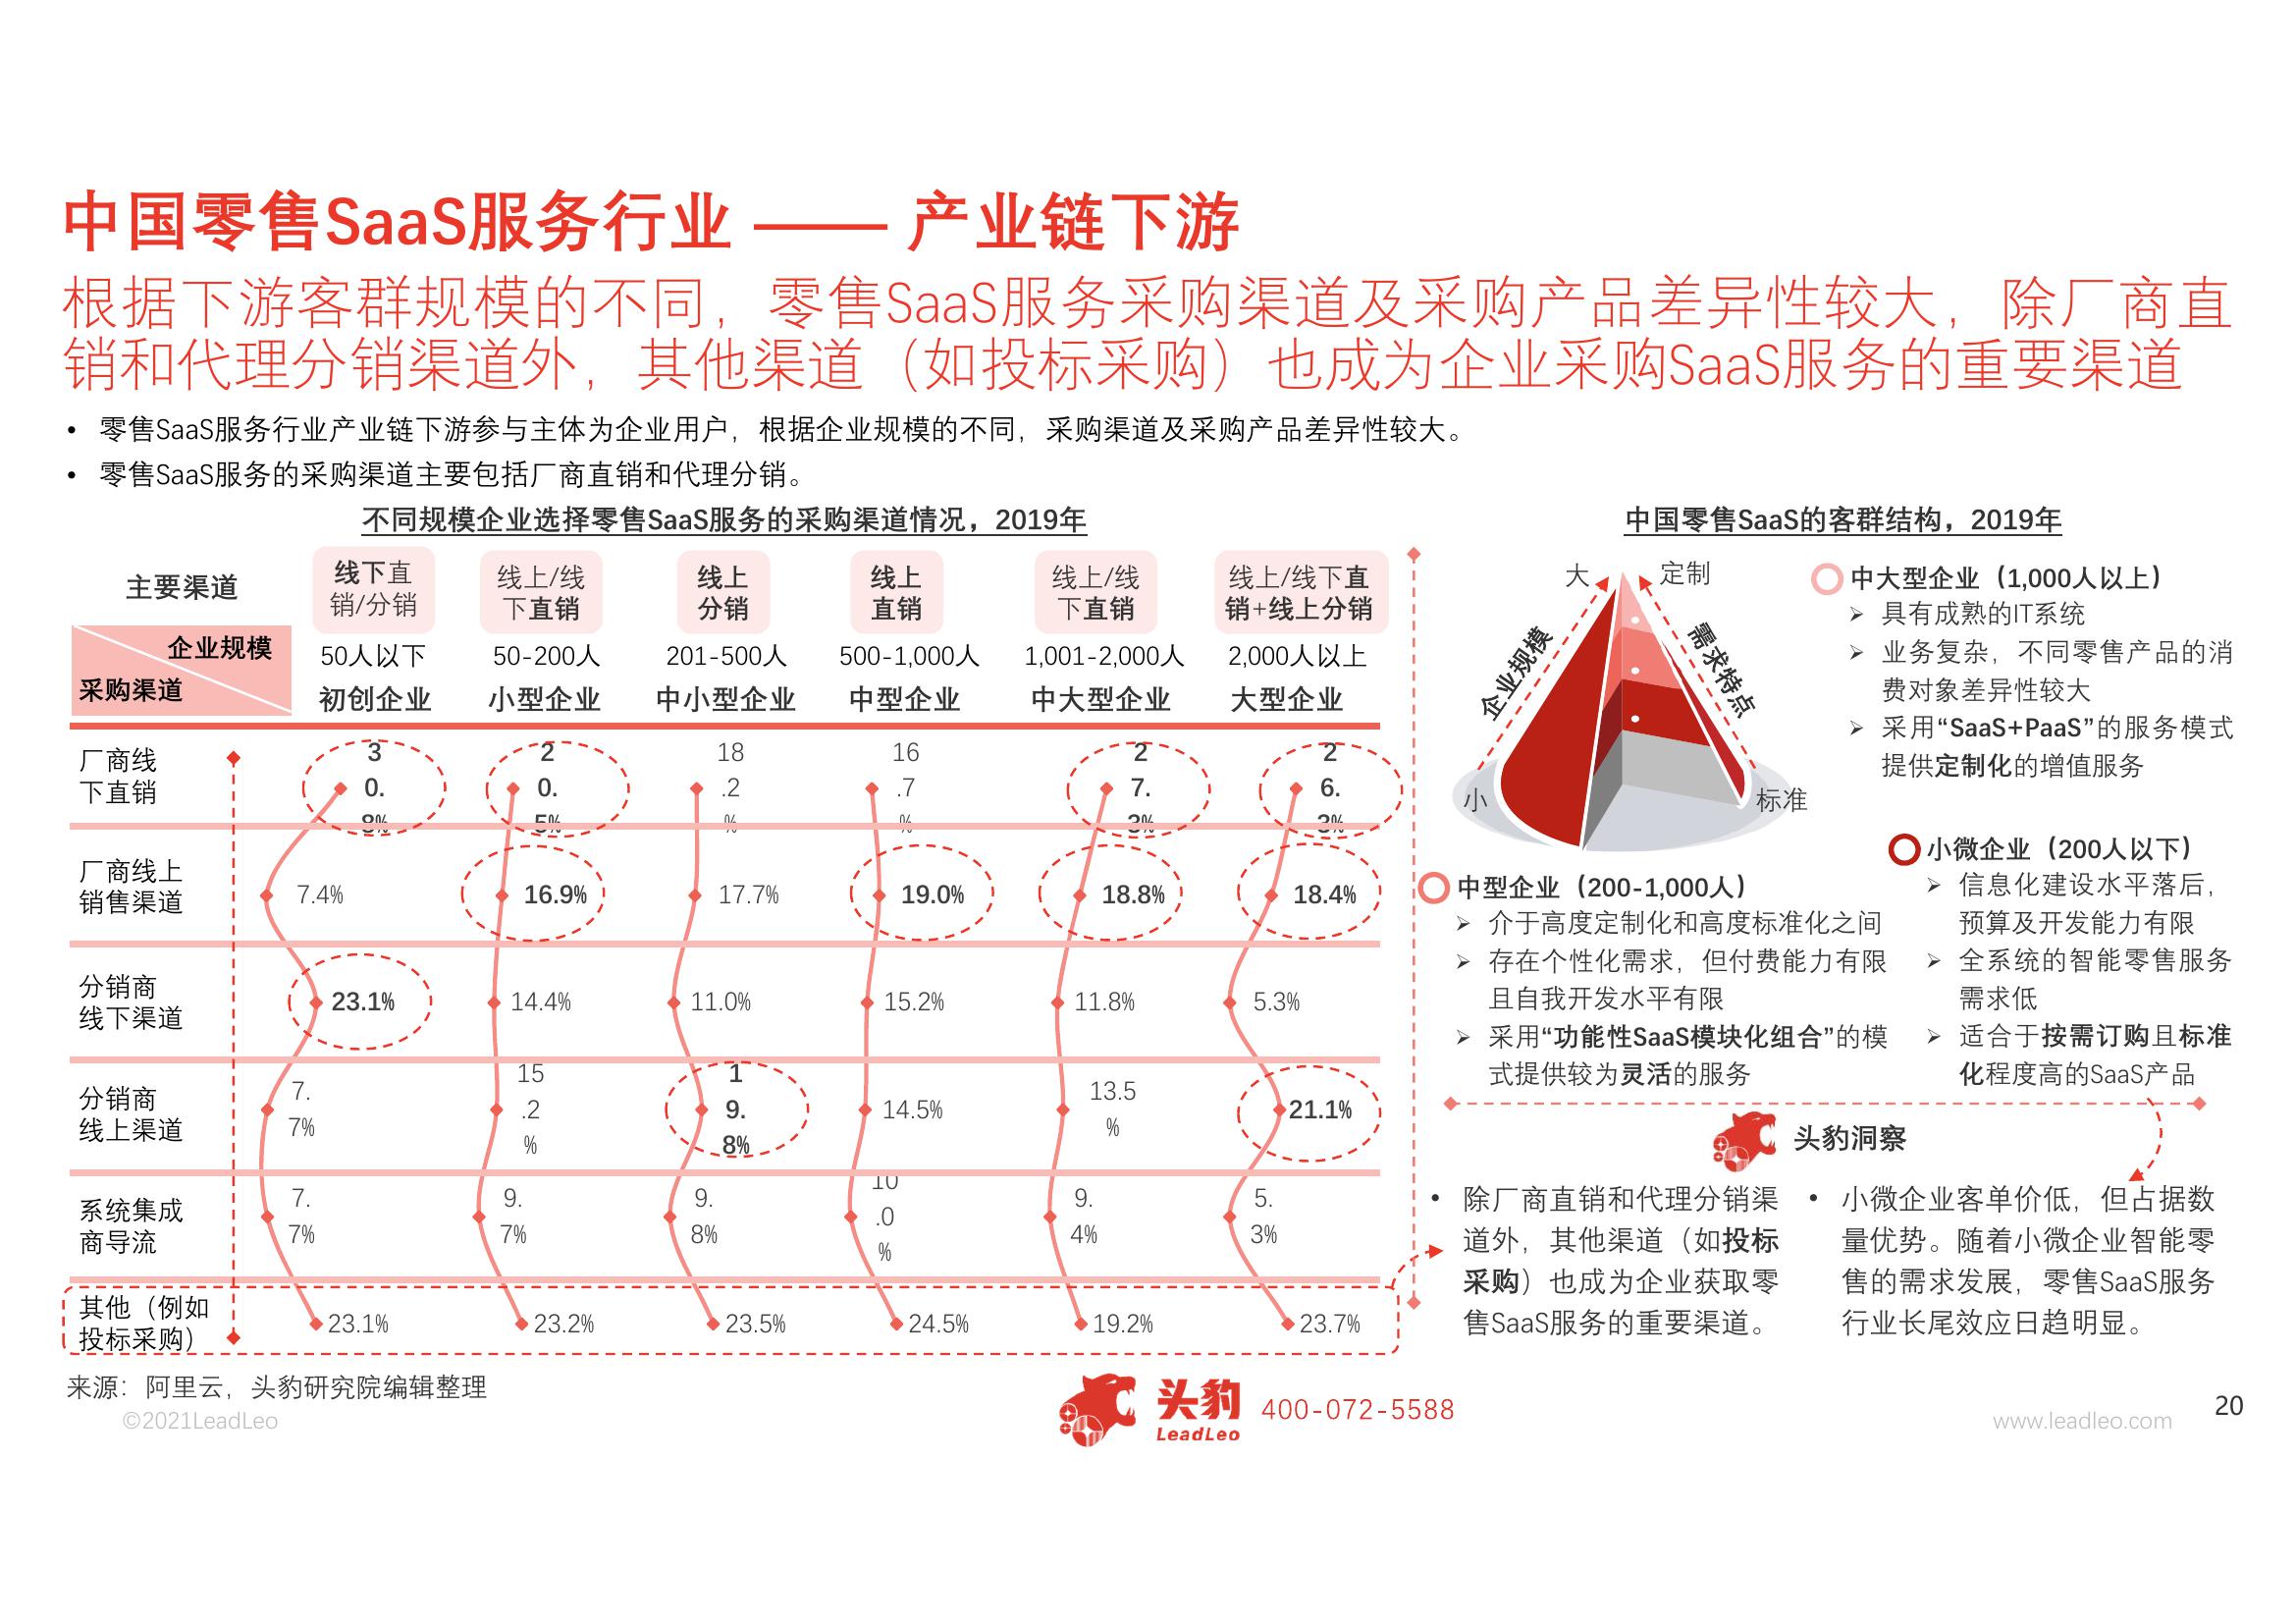 中国零售SaaS服务行业 —— 产业链下游
根据下游客群规模的不同，零售SaaS服务采购渠道及采购产品差异性较大，除厂商直
销和代理分销渠道外，其他渠道（如投标采购）也成为企业采购SaaS服务的重要渠道
• 零售SaaS服务行业产业链下游参与主体为企业用户，根据企业规模的不同，采购渠道及采购产品差异性较大。
• 零售SaaS服务的采购渠道主要包括厂商直销和代理分销。
不同规模企业选择零售SaaS服务的采购渠道情况，2019年
主要渠道
线下直
销/分销
线上/线
下直销
线上
分销
线上
直销
线上/线
下直销
线上/线下直
销+线上分销
企业规模
采购渠道
50人以下
初创企业
50-200人
小型企业
201-500人
中小型企业
500-1,000人
中型企业
1,001-2,000人
中大型企业
2,000人以上
大型企业
厂商线
下直销
3
0.
8%
2
0.
5%
18
.2
%
16
.7
%
2
7.
3%
2
6.
3%
厂商线上
销售渠道
7.4%
16.9%
17.7%
19.0%
18.8%
18.4%
分销商
线下渠道
23.1%
14.4%
11.0%
15.2%
11.8%
5.3%
分销商
线上渠道
7.
7%
15
.2
%
1
9.
8%
14.5%
13.5
%
21.1%
系统集成
商导流
7.
7%
9.
7%
9.
8%
10
.0
%
9.
4%
5.
3%
其他（例如
投标采购）
23.1%
23.2%
23.5%
24.5%
19.2%
23.7%
中国零售SaaS的客群结构，2019年
大
定制
企业规模
需求特点
小
标准
中大型企业（1,000人以上）
➢ 具有成熟的IT系统
➢ 业务复杂，不同零售产品的消
费对象差异性较大
➢ 采用“SaaS+PaaS”的服务模式
提供定制化的增值服务
中型企业（200-1,000人）
➢ 介于高度定制化和高度标准化之间
➢ 存在个性化需求，但付费能力有限
且自我开发水平有限
➢ 采用“功能性SaaS模块化组合”的模
式提供较为灵活的服务
小微企业（200人以下）
➢ 信息化建设水平落后，
预算及开发能力有限
➢ 全系统的智能零售服务
需求低
➢ 适合于按需订购且标准
化程度高的SaaS产品
头豹洞察
• 除厂商直销和代理分销渠
道外，其他渠道（如投标
采购）也成为企业获取零
售SaaS服务的重要渠道。
• 小微企业客单价低，但占据数
量优势。随着小微企业智能零
售的需求发展，零售SaaS服务
行业长尾效应日趋明显。
来源：阿里云，头豹研究院编辑整理
©2021LeadLeo
头豹
LeadLeo
400-072-5588
www.leadleo.com
20